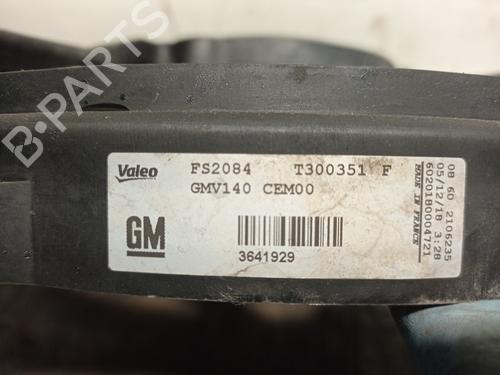 B-PARTS
Valeo FS2084 T300351 F
GMV140 CEM00
GM
3641929
08 60 2106235
05/12/18 3:28
6020180004721
MADE IN FRANCE